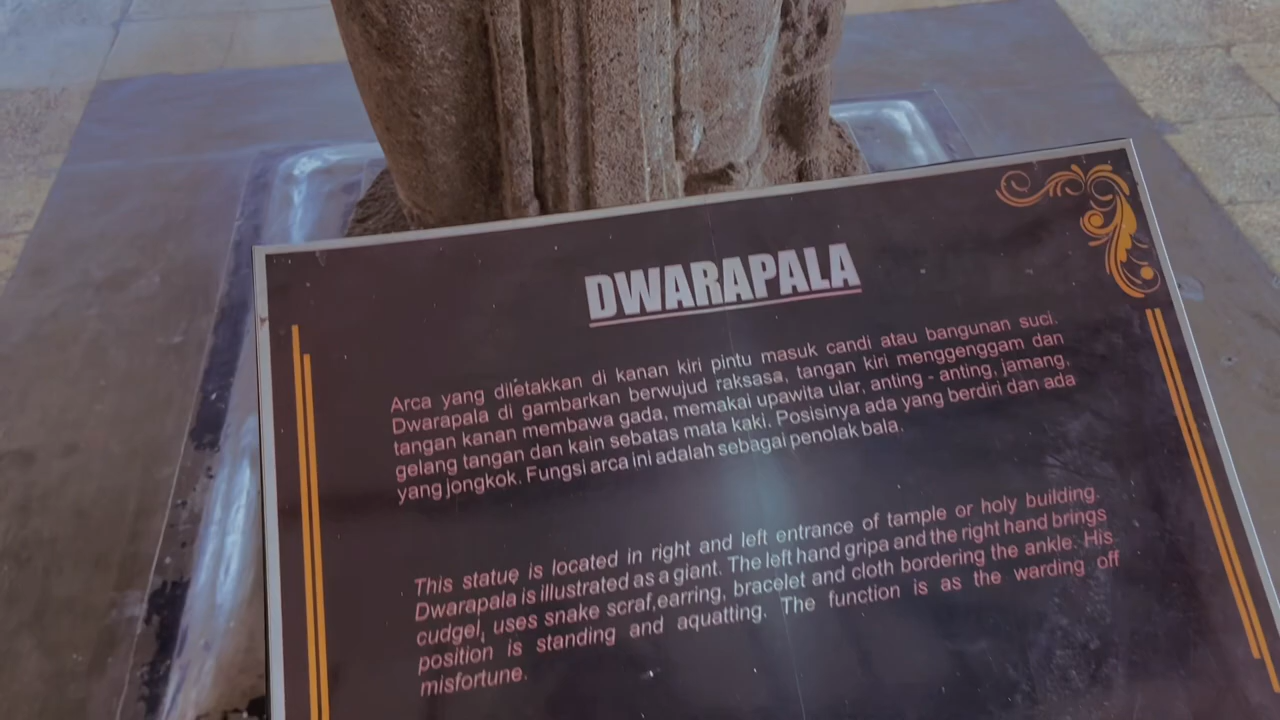 DWARAPALA
Arca yang diletakkan di kanan kiri pintu masuk candi atau bangunan suci.
Dwarapala di gambarkan berwujud raksasa, tangan kiri menggenggam dan
tangan kanan membawa gada, memakai upawita ular, anting - anting, jamang,
gelang tangan dan kain sebatas mata kaki. Posisinya ada yang berdiri dan ada
yang jongkok. Fungsi arca ini adalah sebagai penolak bala.
This statue is located in right and left entrance of tample or holy building.
Dwarapala is illustrated as a giant. The left hand gripa and the right hand brings
cudgel, uses snake scraf,earring, bracelet and cloth bordering the ankle. His
position is standing and aquatting. The function is as the warding off
misfortune.